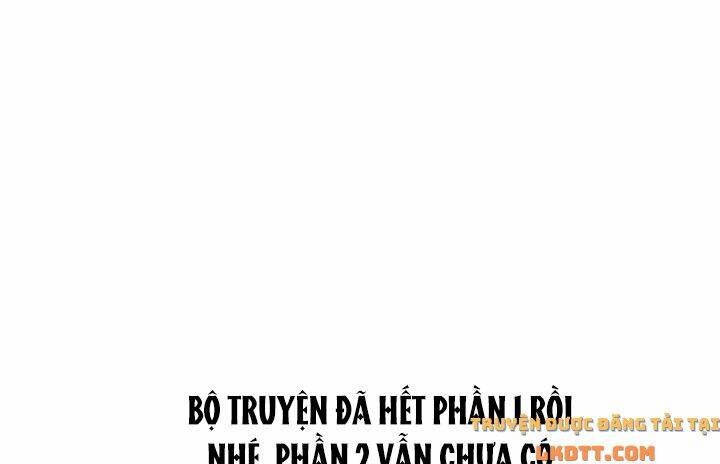 BỘ TRUYỆN ĐÃ HẾT PHẦN 1 RỒI
TRUYỆN ĐƯỢC ĐĂNG TẢI TẠI
NHÉ, PHẦN 2 VẪN CHƯA CÓ
UKDTT.COM